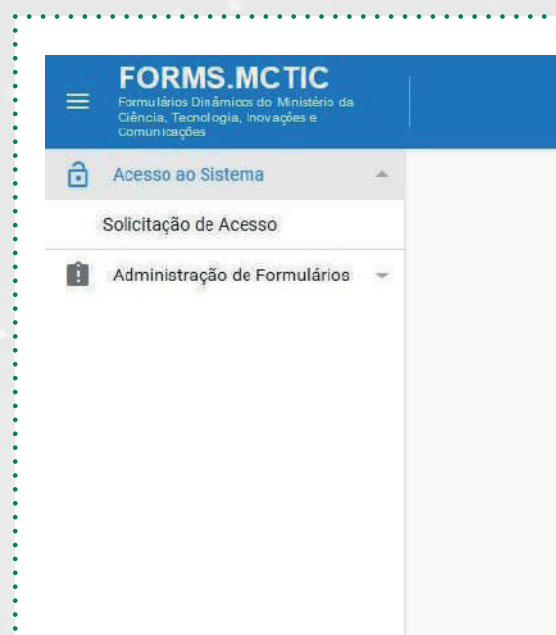 FORMS.MCTIC
Formulários Dinâmicos do Ministério da
Ciência, Tecnologia, Inovações e
Comunicações
Acesso ao Sistema
Solicitação de Acesso
Administração de Formulários